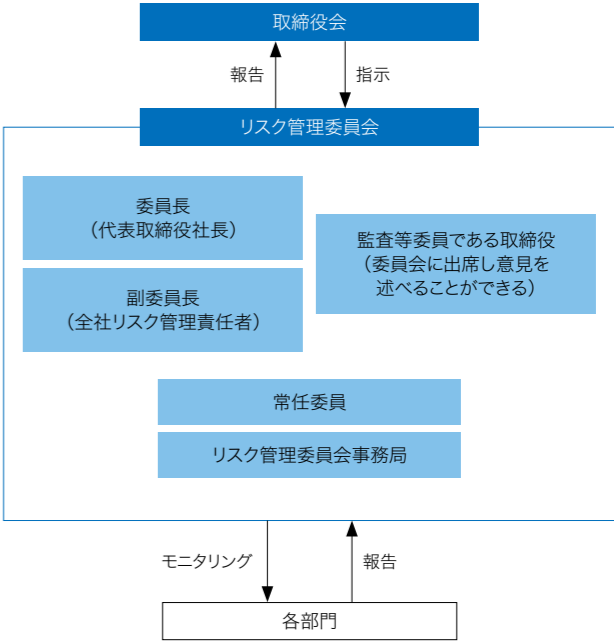 取締役会
報告
指示
リスク管理委員会
委員長
（代表取締役社長）
副委員長
（全社リスク管理責任者）
監査等委員である取締役
（委員会に出席し意見を
述べることができる）
常任委員
リスク管理委員会事務局
モニタリング
報告
各部門